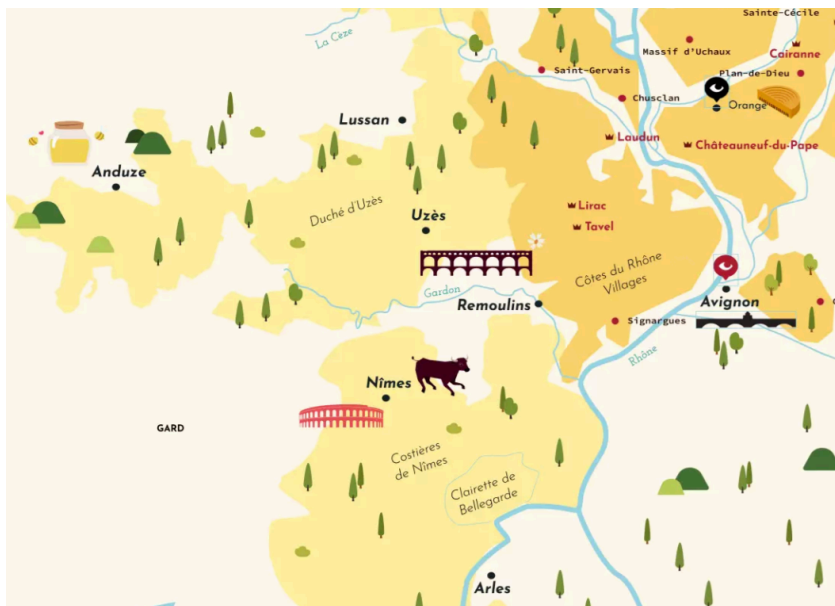 Sainte-Cécile
La Cèze
Massif d'Uchaux
Cairanne
Saint-Gervais
Plan-de-Dieu
Chusclan
Orange
Lussan
Laudun
Châteauneuf-du-Pape
Anduze
Duché d'Uzès
Uzès
Lirac
Tavel
Côtes du Rhône
Villages
Gardon
Remoulins
Avignon
Signargues
Rhône
Nîmes
GARD
Costières
de Nîmes
Clairette de
Bellegarde
Arles